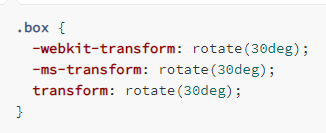 .box {
  -webkit-transform: rotate(30deg);
  -ms-transform: rotate(30deg);
  transform: rotate(30deg);
}